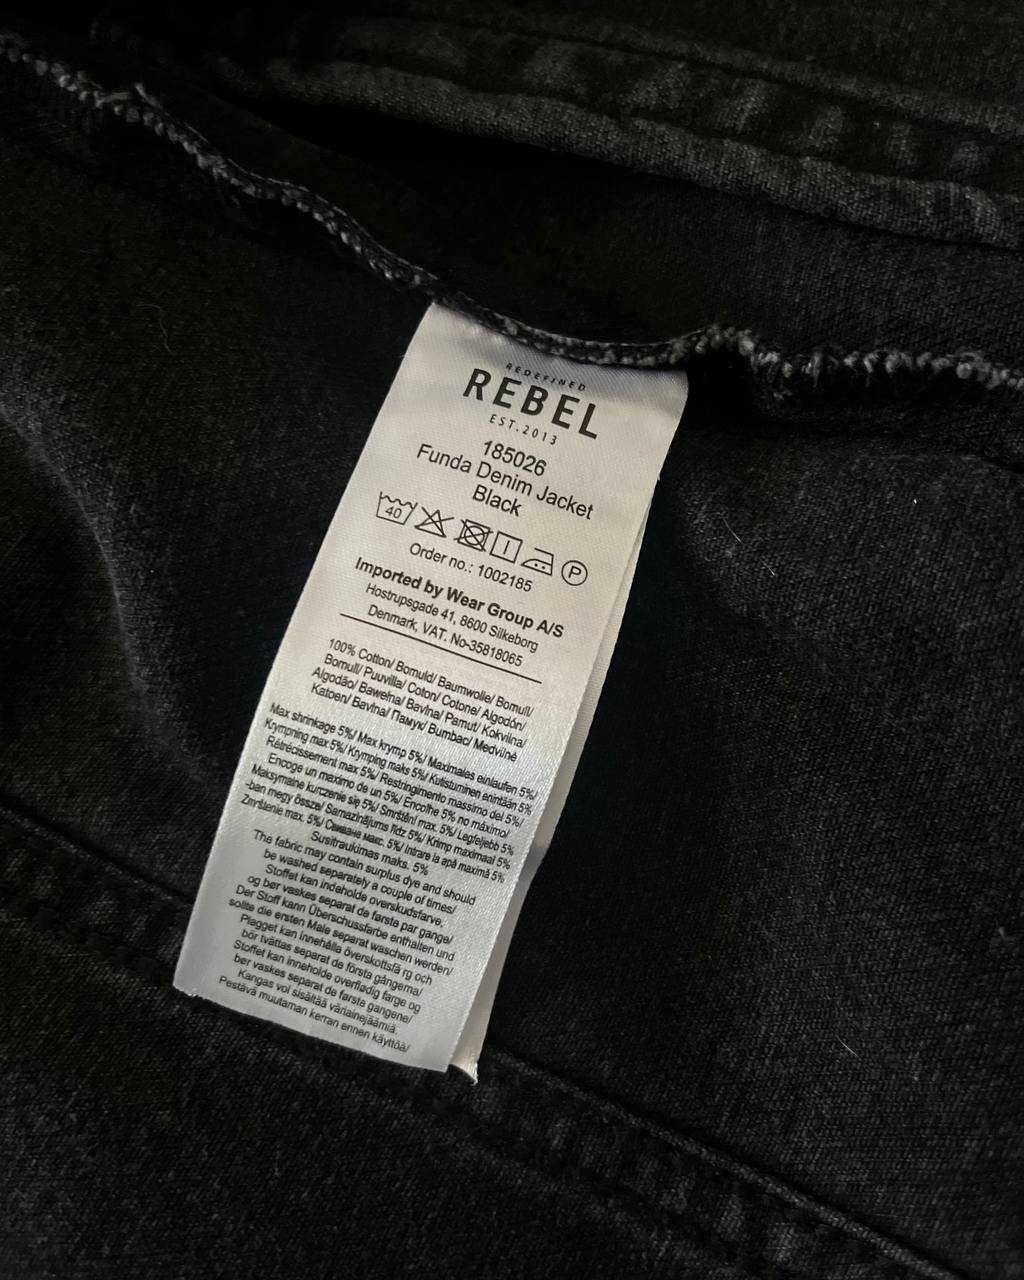 REDEFINED
REBEL
EST.2013
185026
Funda Denim Jacket
Black
40 P
Order no.: 1002185
Imported by Wear Group A/S
Hostrupsgade 41, 8600 Silkeborg
Denmark, VAT. No-35818065
100% Cotton/ Bomuld/ Baumwolle/ Bomull/
Bomull/ Puuvilla/ Coton/ Cotone/ Algodón/
Algodão/ Bawełna/ Bavlna/ Pamut/ Kokvilna/
Katoen/ Bavlna/ Памук/ Bumbac/ Medvilnė
Max shrinkage 5%/ Max krymp 5%/ Maximales einlaufen 5%/
Krympning max 5%/ Krymping maks 5%/ Kutistuminen enintään 5%
Rétrécissement max 5%/ Restringimento massimo del 5%/
Encoge un maximo de un 5%/ Encolhe 5% no máximo/
Maksymalne kurczenie się 5%/ Smrštění max. 5%/ Legfeljebb 5%
-ban megy össze/ Samazinājums līdz 5%/ Krimp maximaal 5%
Zmrštenie max. 5%/ Свиване макс. 5%/ Intrare la apă maximă 5%
Susitraukimas maks. 5%
The fabric may contain surplus dye and should
be washed separately a couple of times/
Stoffet kan indeholde overskudsfarve,
og bør vaskes separat de første par gange/
Der Stoff kann Überschussfarbe enthalten und
sollte die ersten Male separat waschen werden/
Plagget kan innehålla överskottsfä rg och
bör tvättas separat de första gångerna/
Stoffet kan inneholde overflødig farge og
bør vaskes separat de første gangene/
Kangas voi sisältää väriainejäämiä.
Pestävä muutaman kerran ennen käyttöä/